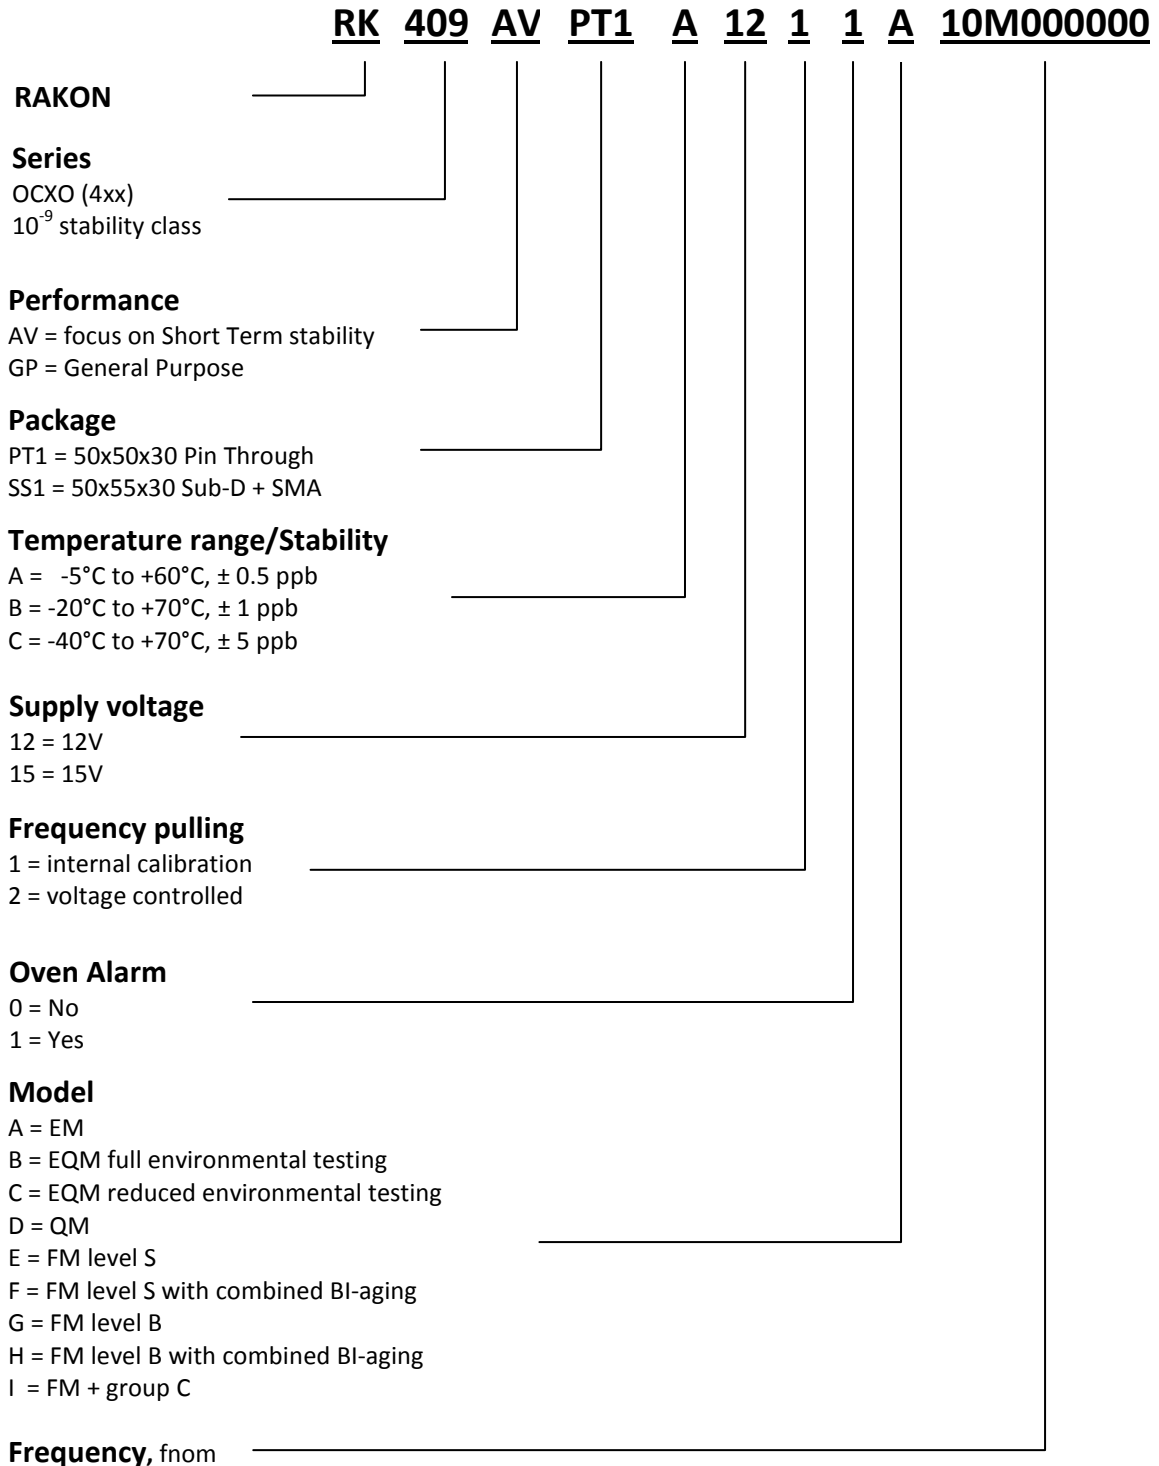 RK 409 AV PT1 A 12 1 1 A 10M000000
RAKON
Series
OCXO (4xx)
10⁻⁹ stability class
Performance
AV = focus on Short Term stability
GP = General Purpose
Package
PT1 = 50x50x30 Pin Through
SS1 = 50x55x30 Sub-D + SMA
Temperature range/Stability
A = -5°C to +60°C, ± 0.5 ppb
B = -20°C to +70°C, ± 1 ppb
C = -40°C to +70°C, ± 5 ppb
Supply voltage
12 = 12V
15 = 15V
Frequency pulling
1 = internal calibration
2 = voltage controlled
Oven Alarm
0 = No
1 = Yes
Model
A = EM
B = EQM full environmental testing
C = EQM reduced environmental testing
D = QM
E = FM level S
F = FM level S with combined BI-aging
G = FM level B
H = FM level B with combined BI-aging
I = FM + group C
Frequency, fnom